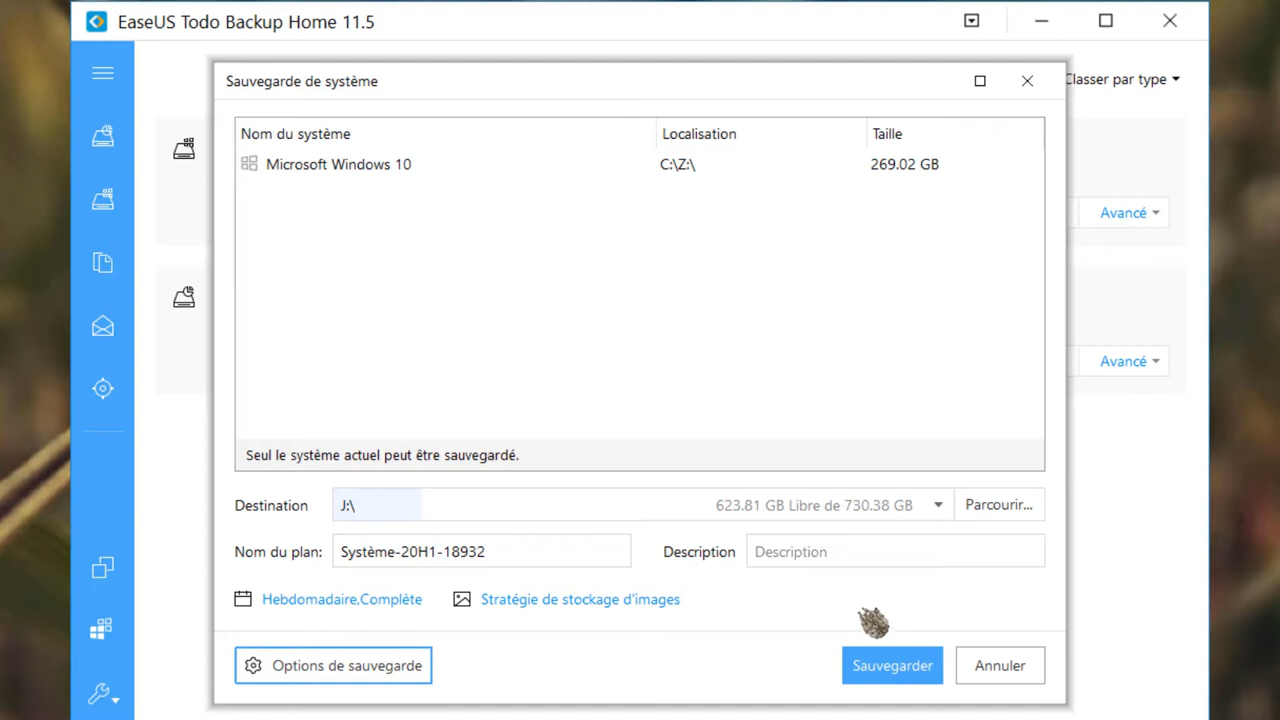 EaseUS Todo Backup Home 11.5
Sauvegarde de système
Classer par type
Nom du système Localisation Taille
Microsoft Windows 10 C:\Z:\ 269.02 GB
Avancé
Avancé
Seul le système actuel peut être sauvegardé.
Destination J:\ 623.81 GB Libre de 730.38 GB Parcourir...
Nom du plan: Système-20H1-18932 Description Description
Hebdomadaire,Complète Stratégie de stockage d'images
Options de sauvegarde Sauvegarder Annuler